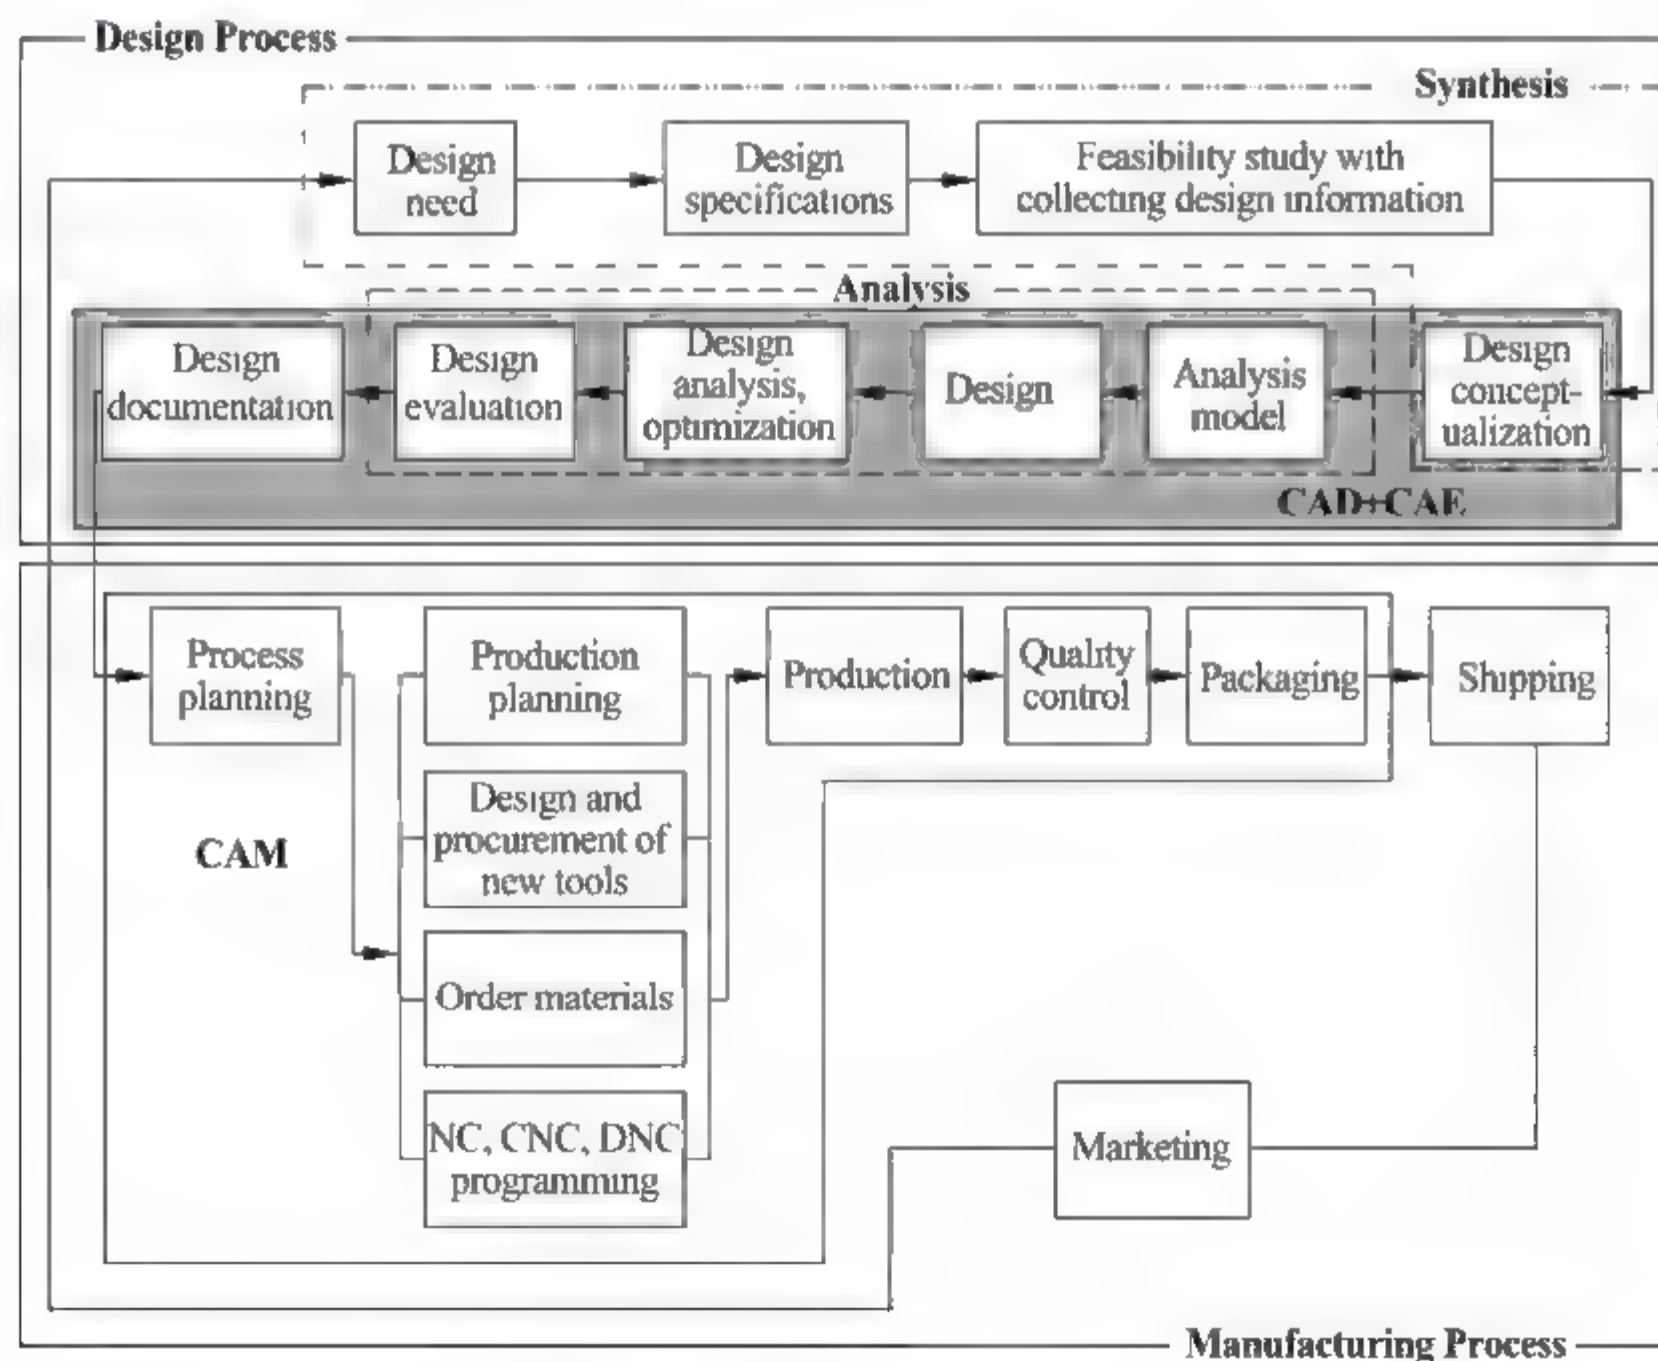 Design Process
Synthesis
Design
need
Design
specifications
Feasibility study with
collecting design information
Analysis
Design
documentation
Design
evaluation
Design
analysis,
optimization
Design
Analysis
model
Design
concept-
ualization
CAD+CAE
Process
planning
Production
planning
Production
Quality
control
Packaging
Shipping
Design and
procurement of
new tools
CAM
Order materials
NC, CNC, DNC
programming
Marketing
Manufacturing Process